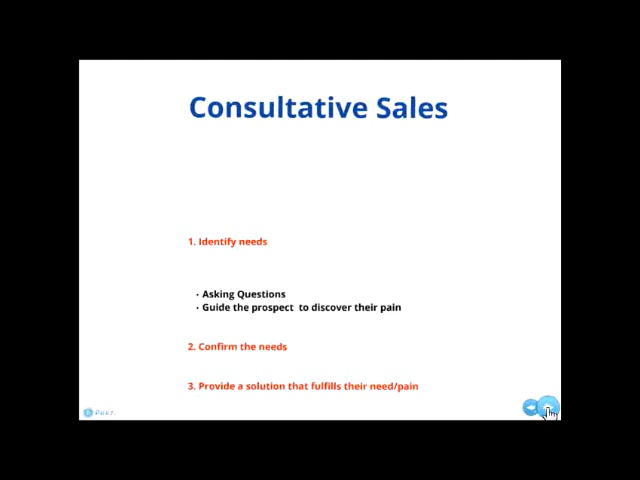 Consultative Sales
1. Identify needs
• Asking Questions
• Guide the prospect to discover their pain
2. Confirm the needs
3. Provide a solution that fulfills their need/pain